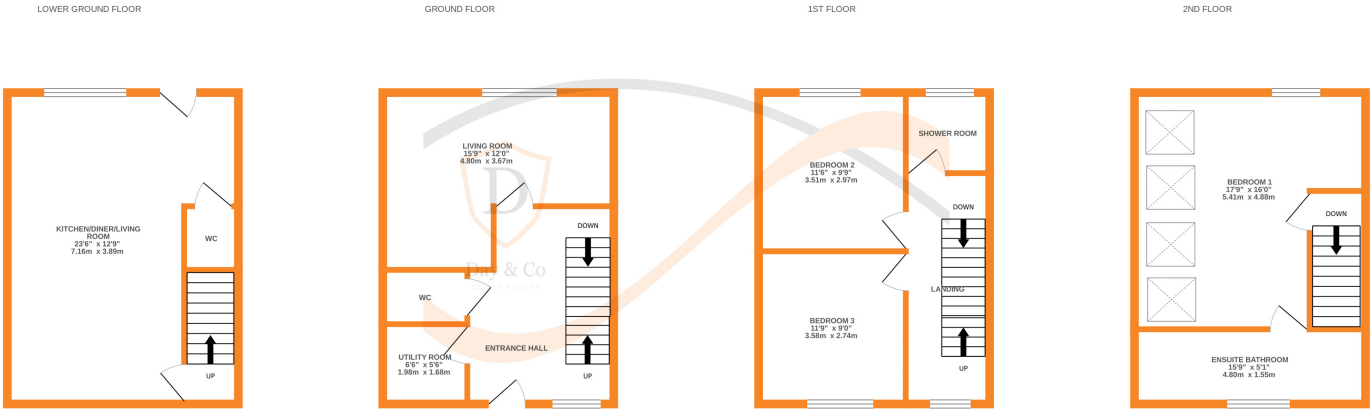 LOWER GROUND FLOOR
KITCHEN/DINER/LIVING
ROOM
23'6" x 12'9"
7.16m x 3.89m
WC
UP
GROUND FLOOR
LIVING ROOM
15'9" x 12'0"
4.80m x 3.67m
DOWN
D
Day & Co
WC
ENTRANCE HALL
UTILITY ROOM
6'6" x 5'6"
1.98m x 1.68m
UP
1ST FLOOR
SHOWER ROOM
BEDROOM 2
11'6" x 9'9"
3.51m x 2.97m
DOWN
LANDING
BEDROOM 3
11'9" x 9'0"
3.58m x 2.74m
UP
2ND FLOOR
BEDROOM 1
17'9" x 16'0"
5.41m x 4.88m
DOWN
ENSUITE BATHROOM
15'9" x 5'1"
4.80m x 1.55m